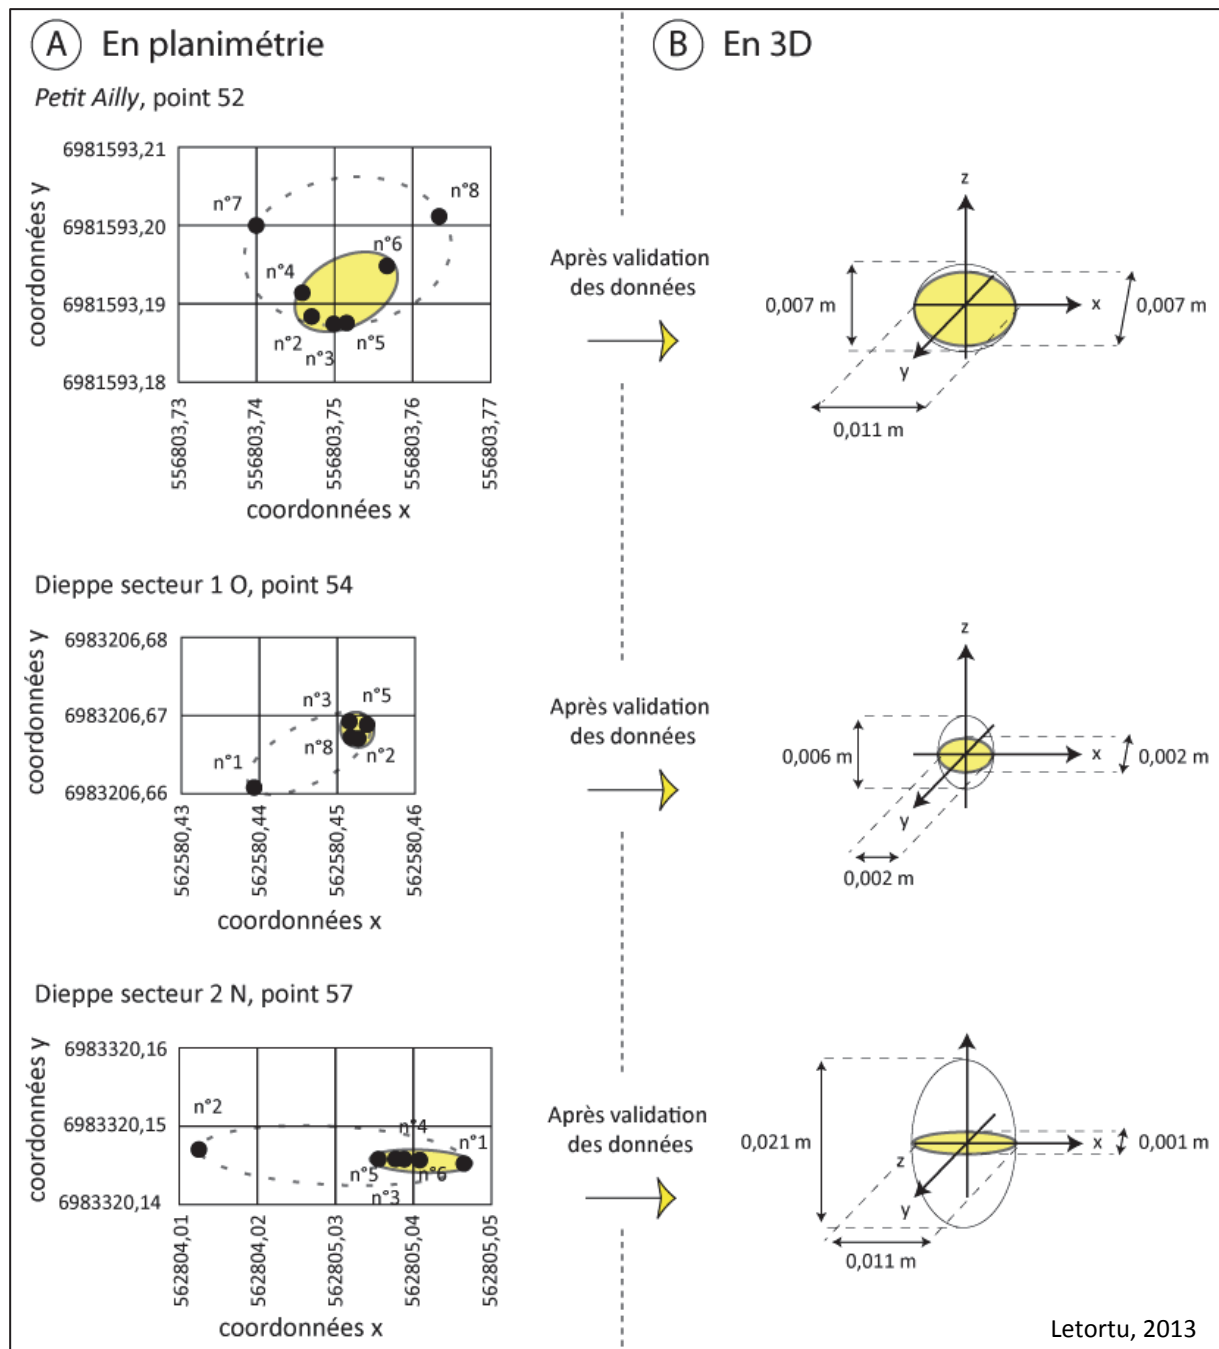 A En planimétrie
B En 3D
Petit Ailly, point 52
coordonnées y
6981593,21
6981593,20
6981593,19
6981593,18
n°7
n°8
n°6
n°4
n°2
n°3
n°5
556803,73
556803,74
556803,75
556803,76
556803,77
coordonnées x
Après validation
des données
z
x
y
0,007 m
0,007 m
0,011 m
Dieppe secteur 1 O, point 54
coordonnées y
6983206,68
6983206,67
6983206,66
n°3
n°5
n°8
n°2
n°1
562580,43
562580,44
562580,45
562580,46
coordonnées x
Après validation
des données
z
x
y
0,006 m
0,002 m
0,002 m
Dieppe secteur 2 N, point 57
coordonnées y
6983320,16
6983320,15
6983320,14
n°2
n°4
n°1
n°5
n°6
n°3
562804,01
562804,02
562805,03
562805,04
562805,05
coordonnées x
Après validation
des données
x
z
y
0,021 m
0,001 m
0,011 m
Letortu, 2013